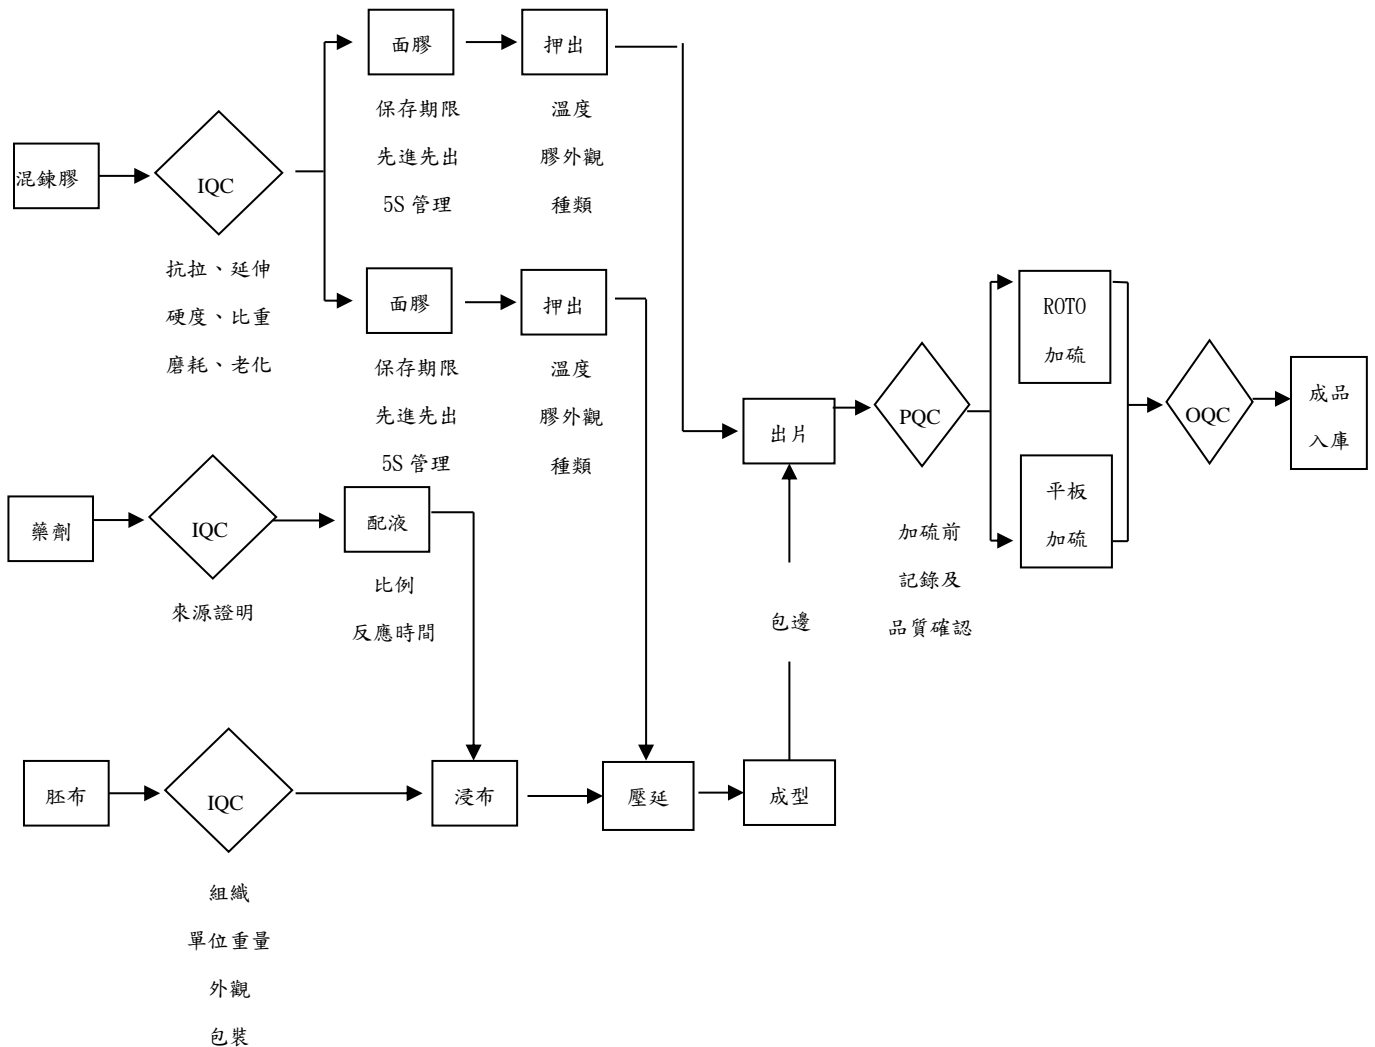 混鍊膠
IQC
抗拉、延伸
硬度、比重
磨耗、老化
面膠
保存期限
先進先出
5S 管理
押出
溫度
膠外觀
種類
面膠
保存期限
先進先出
5S 管理
押出
溫度
膠外觀
種類
藥劑
IQC
來源證明
配液
比例
反應時間
胚布
IQC
組織
單位重量
外觀
包裝
浸布
壓延
成型
包邊
出片
PQC
加硫前
記錄及
品質確認
ROTO
加硫
平板
加硫
OQC
成品
入庫